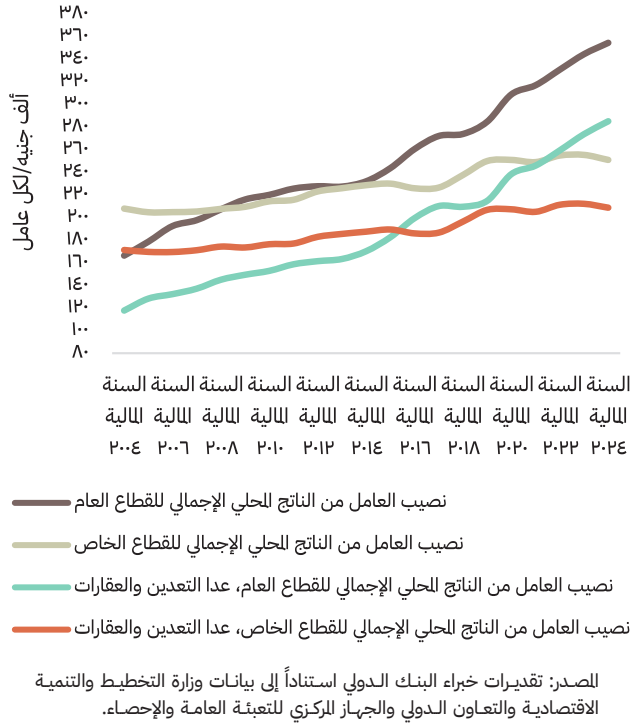 ٣٨٠
٣٦٠
٣٤٠
٣٢٠
٣٠٠
٢٨٠
٢٦٠
٢٤٠
٢٢٠
٢٠٠
١٨٠
١٦٠
١٤٠
١٢٠
١٠٠
٨٠
ألف جنيه/لكل عامل
السنة السنة السنة السنة السنة السنة السنة السنة السنة السنة السنة
المالية المالية المالية المالية المالية المالية المالية المالية المالية المالية المالية
٢٠٠٤ ٢٠٠٦ ٢٠٠٨ ٢٠١٠ ٢٠١٢ ٢٠١٤ ٢٠١٦ ٢٠١٨ ٢٠٢٠ ٢٠٢٢ ٢٠٢٤
نصيب العامل من الناتج المحلي الإجمالي للقطاع العام
نصيب العامل من الناتج المحلي الإجمالي للقطاع الخاص
نصيب العامل من الناتج المحلي الإجمالي للقطاع العام، عدا التعدين والعقارات
نصيب العامل من الناتج المحلي الإجمالي للقطاع الخاص، عدا التعدين والعقارات
المصدر: تقديرات خبراء البنك الدولي استناداً إلى بيانات وزارة التخطيط والتنمية
الاقتصادية والتعاون الدولي والجهاز المركزي للتعبئة العامة والإحصاء.